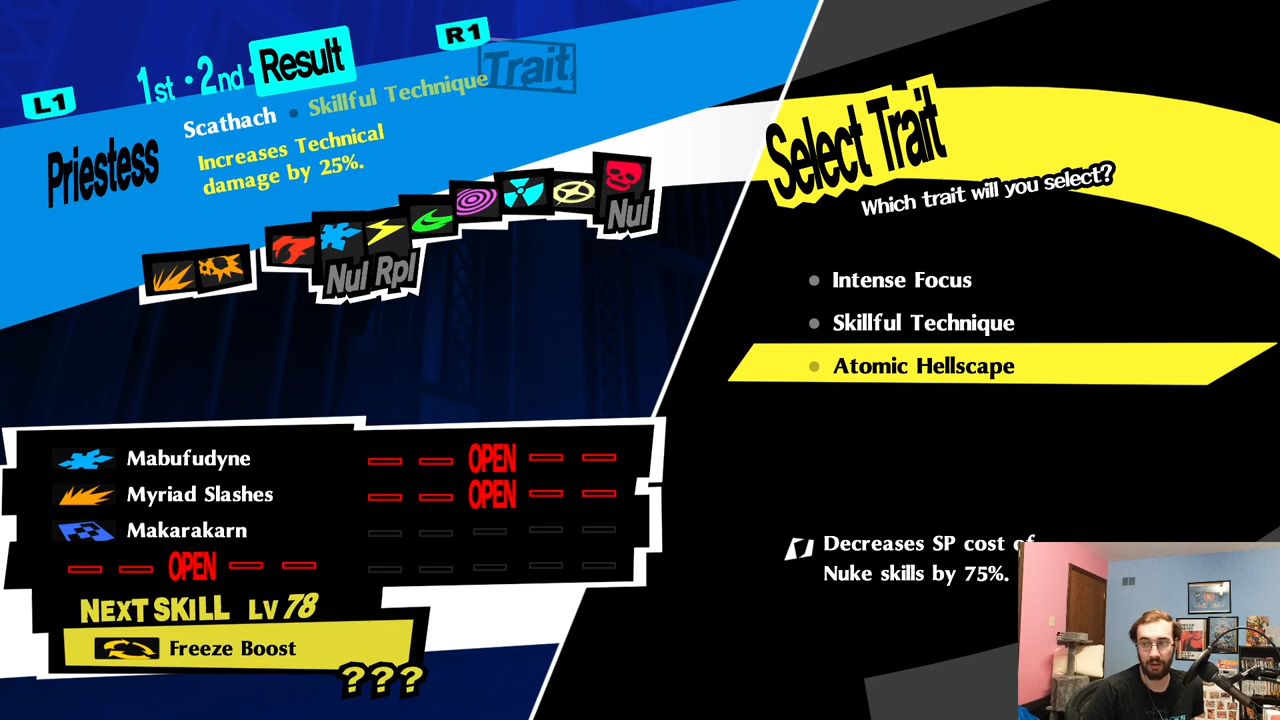 L1
1st · 2nd · Result
R1
Trait
Priestess
Scathach • Skillful Technique
Increases Technical
damage by 25%.
Nul Rpl
Nul
Mabufudyne
OPEN
Myriad Slashes
OPEN
Makarakarn
OPEN
NEXT SKILL LV 78
Freeze Boost
???
Select Trait
Which trait will you select?
Intense Focus
Skillful Technique
Atomic Hellscape
Decreases SP cost of
Nuke skills by 75%.